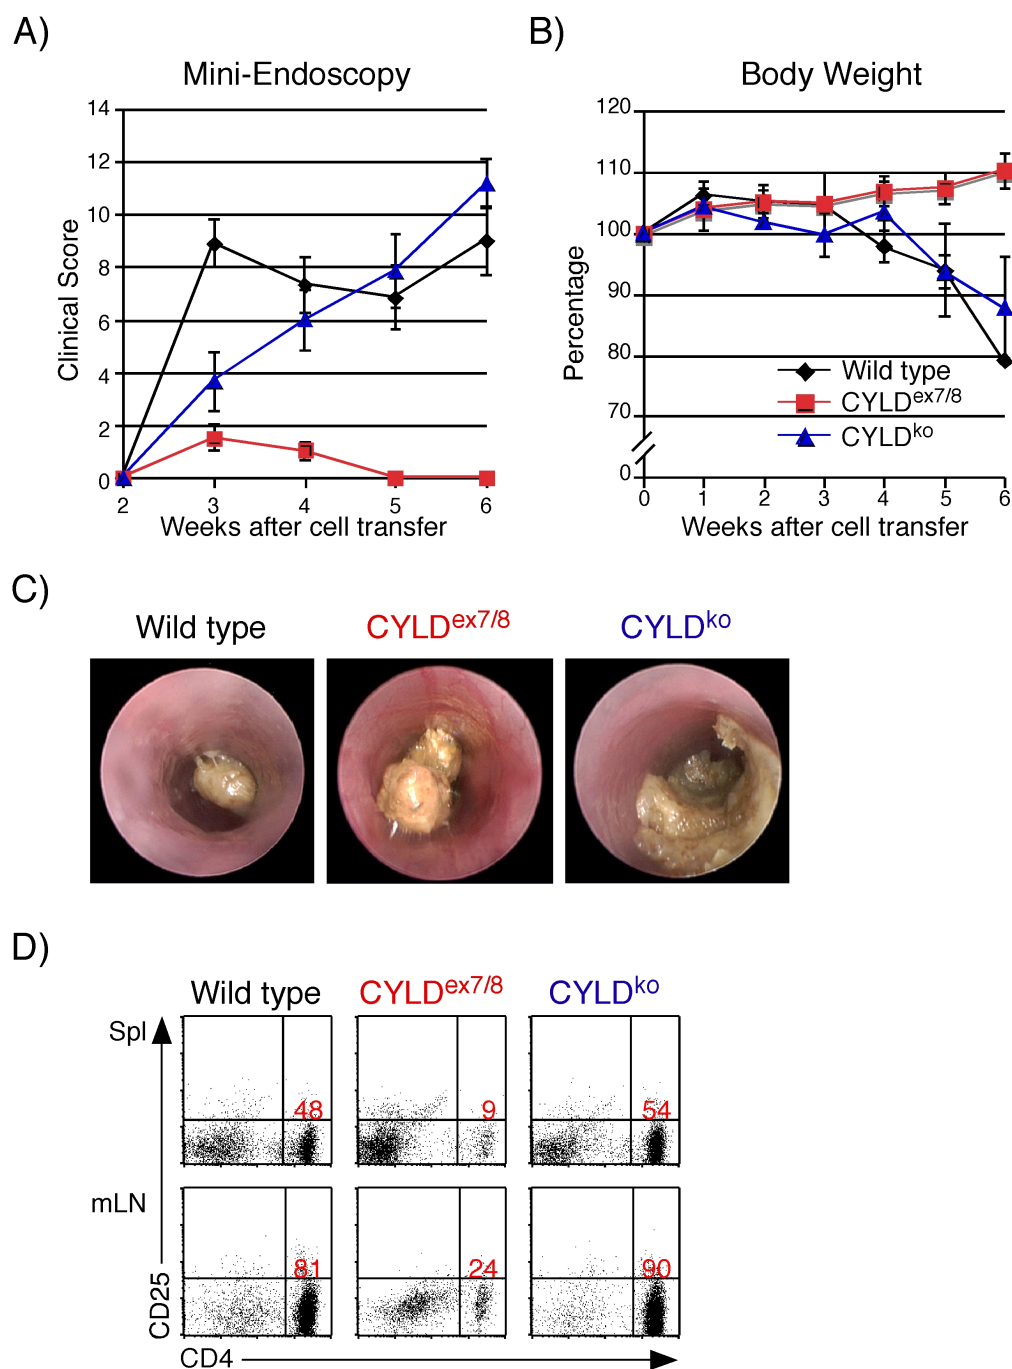 A)
Mini-Endoscopy
14
12
10
8
6
4
2
0
Clinical Score
2 3 4 5 6
Weeks after cell transfer
B)
Body Weight
120
110
100
90
80
70
0
Percentage
Wild type
CYLDex7/8
CYLDko
0 1 2 3 4 5 6
Weeks after cell transfer
C)
Wild type CYLDex7/8 CYLDko
D)
Wild type CYLDex7/8 CYLDko
Spl
48 9 54
mLN
81 24 90
CD25
CD4